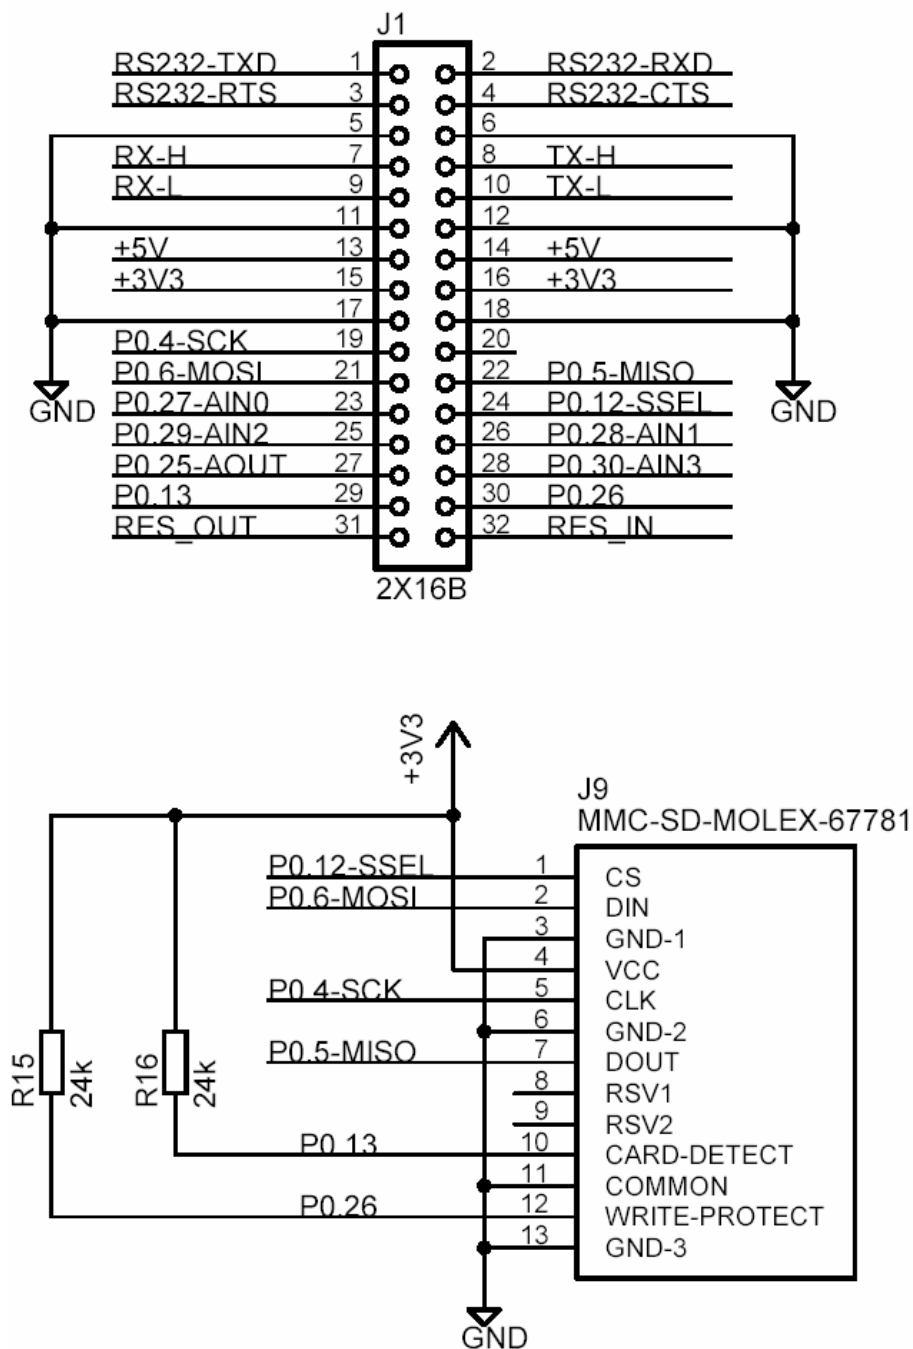 J1
RS232-TXD 1 2 RS232-RXD
RS232-RTS 3 4 RS232-CTS
5 6
RX-H 7 8 TX-H
RX-L 9 10 TX-L
11 12
+5V 13 14 +5V
+3V3 15 16 +3V3
17 18
P0.4-SCK 19 20
P0.6-MOSI 21 22 P0.5-MISO
GND P0.27-AIN0 23 24 P0.12-SSEL GND
P0.29-AIN2 25 26 P0.28-AIN1
P0.25-AOUT 27 28 P0.30-AIN3
P0.13 29 30 P0.26
RES_OUT 31 32 RES_IN
2X16B
+3V3
J9
MMC-SD-MOLEX-67781
P0.12-SSEL 1 CS
P0.6-MOSI 2 DIN
3 GND-1
4 VCC
P0.4-SCK 5 CLK
6 GND-2
P0.5-MISO 7 DOUT
R15 24k R16 24k
8 RSV1
9 RSV2
P0.13 10 CARD-DETECT
11 COMMON
P0.26 12 WRITE-PROTECT
13 GND-3
GND